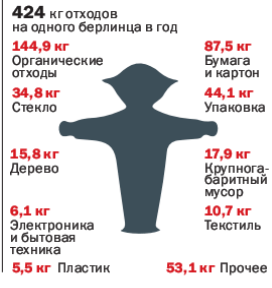 424 кг отходов
на одного берлинца в год
144,9 кг
Органические
отходы
34,8 кг
Стекло
15,8 кг
Дерево
6,1 кг
Электроника
и бытовая
техника
5,5 кг Пластик
87,5 кг
Бумага
и картон
44,1 кг
Упаковка
17,9 кг
Крупнога-
баритный
мусор
10,7 кг
Текстиль
53,1 кг Прочее